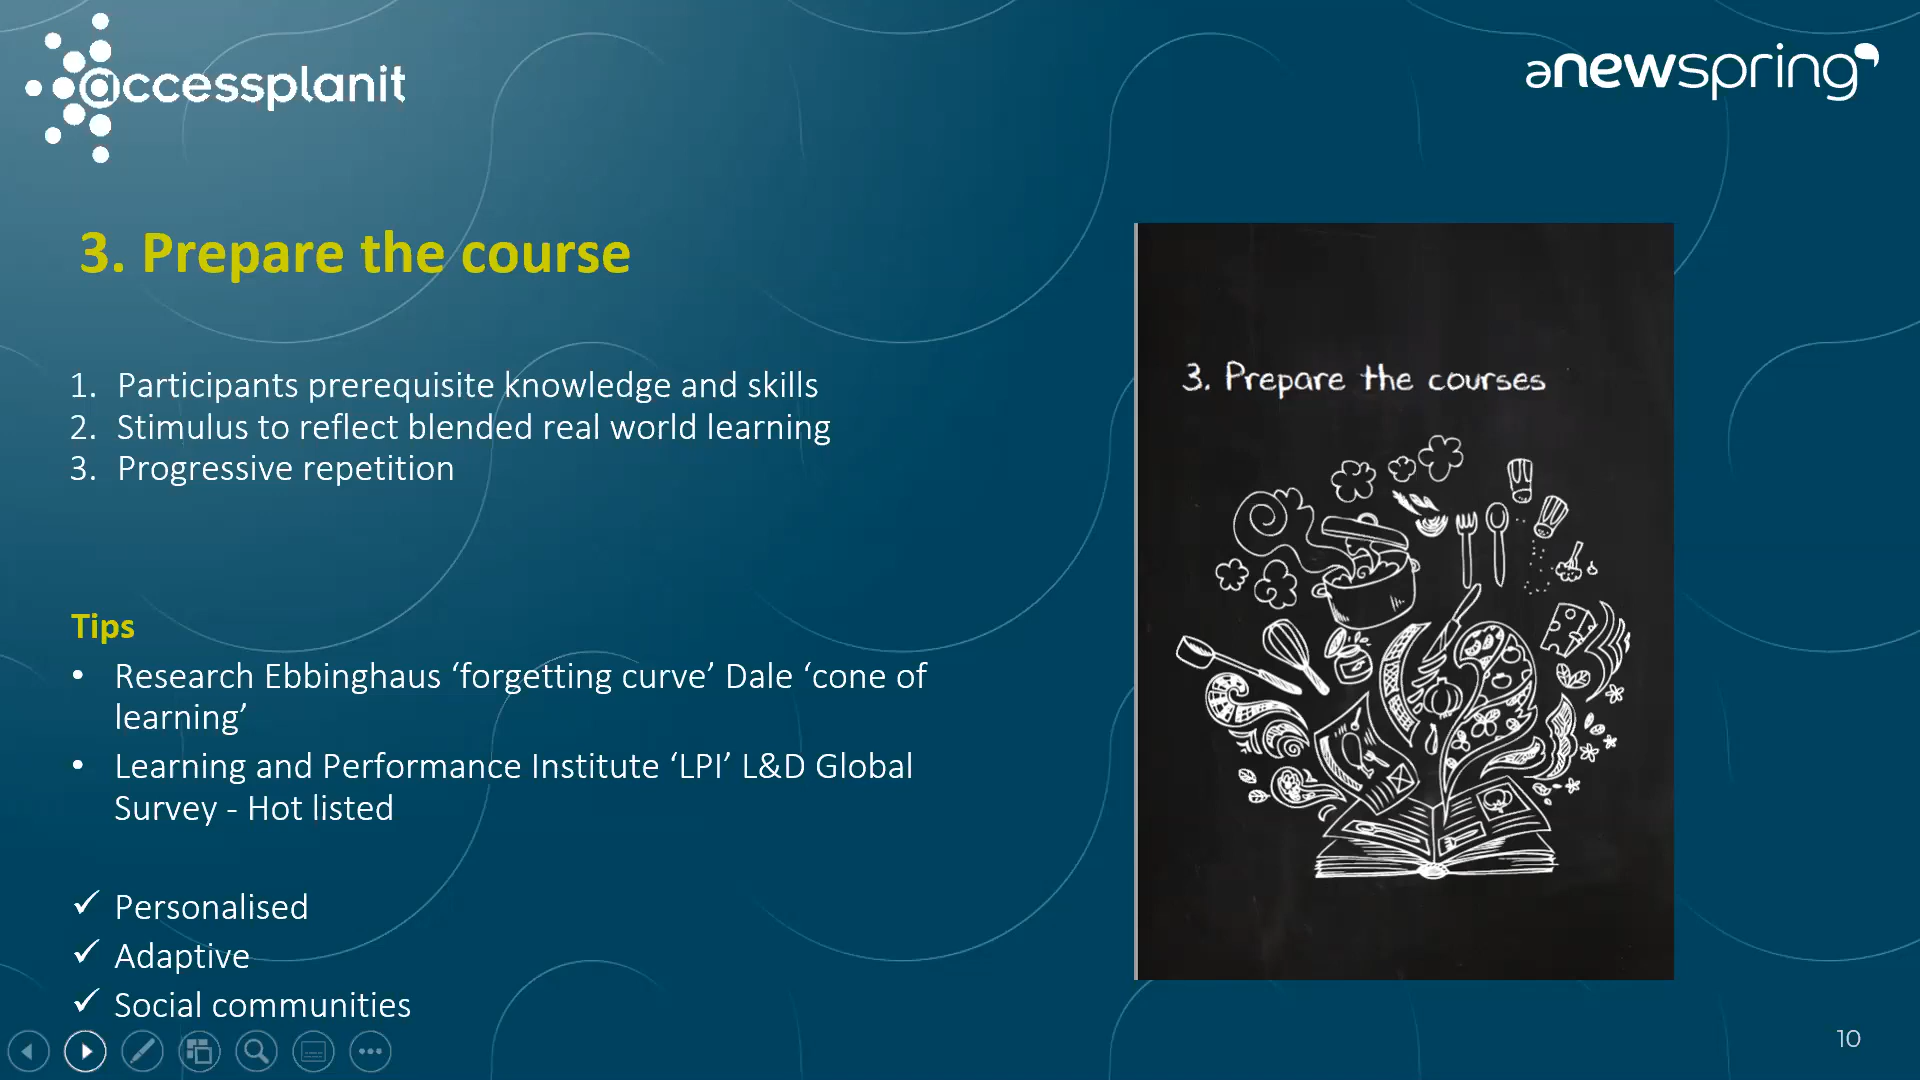 accessplanit
anewspring
3. Prepare the course
1. Participants prerequisite knowledge and skills
2. Stimulus to reflect blended real world learning
3. Progressive repetition
Tips
• Research Ebbinghaus ‘forgetting curve’ Dale ‘cone of
learning’
• Learning and Performance Institute ‘LPI’ L&D Global
Survey - Hot listed
✓ Personalised
✓ Adaptive
✓ Social communities
3. Prepare the courses
10